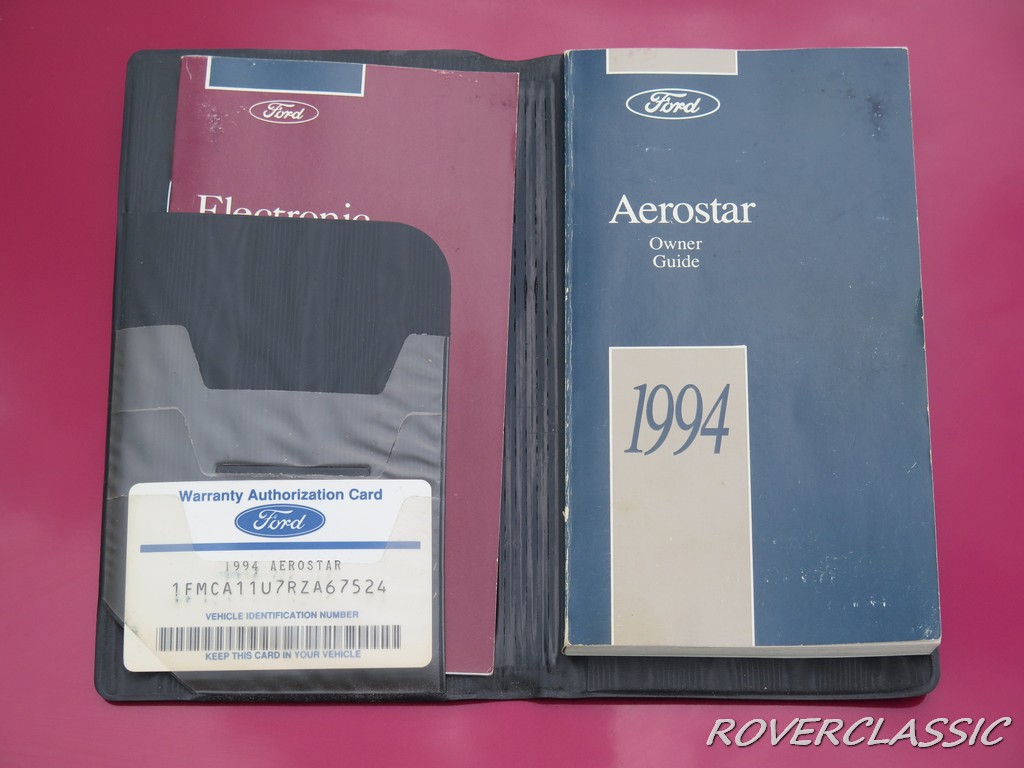 Ford
Electronic
Warranty Authorization Card
Ford
1994 AEROSTAR
1FMCA11U7RZA67524
VEHICLE IDENTIFICATION NUMBER
KEEP THIS CARD IN YOUR VEHICLE
Ford
Aerostar
Owner
Guide
1994
ROVERCLASSIC